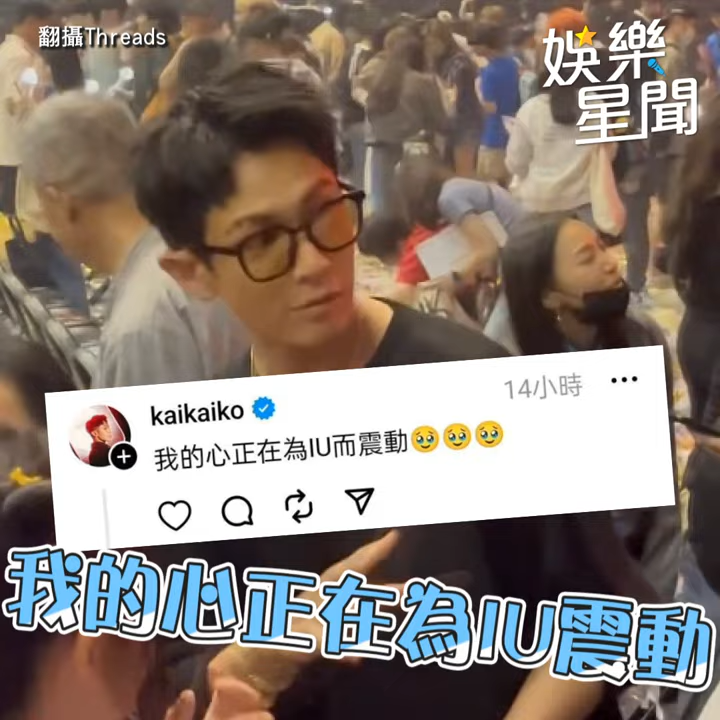 翻攝Threads
娛樂
星聞
kaikaiko
14小時
我的心正在為IU而震動🥹🥹🥹
我的心正在為IU震動